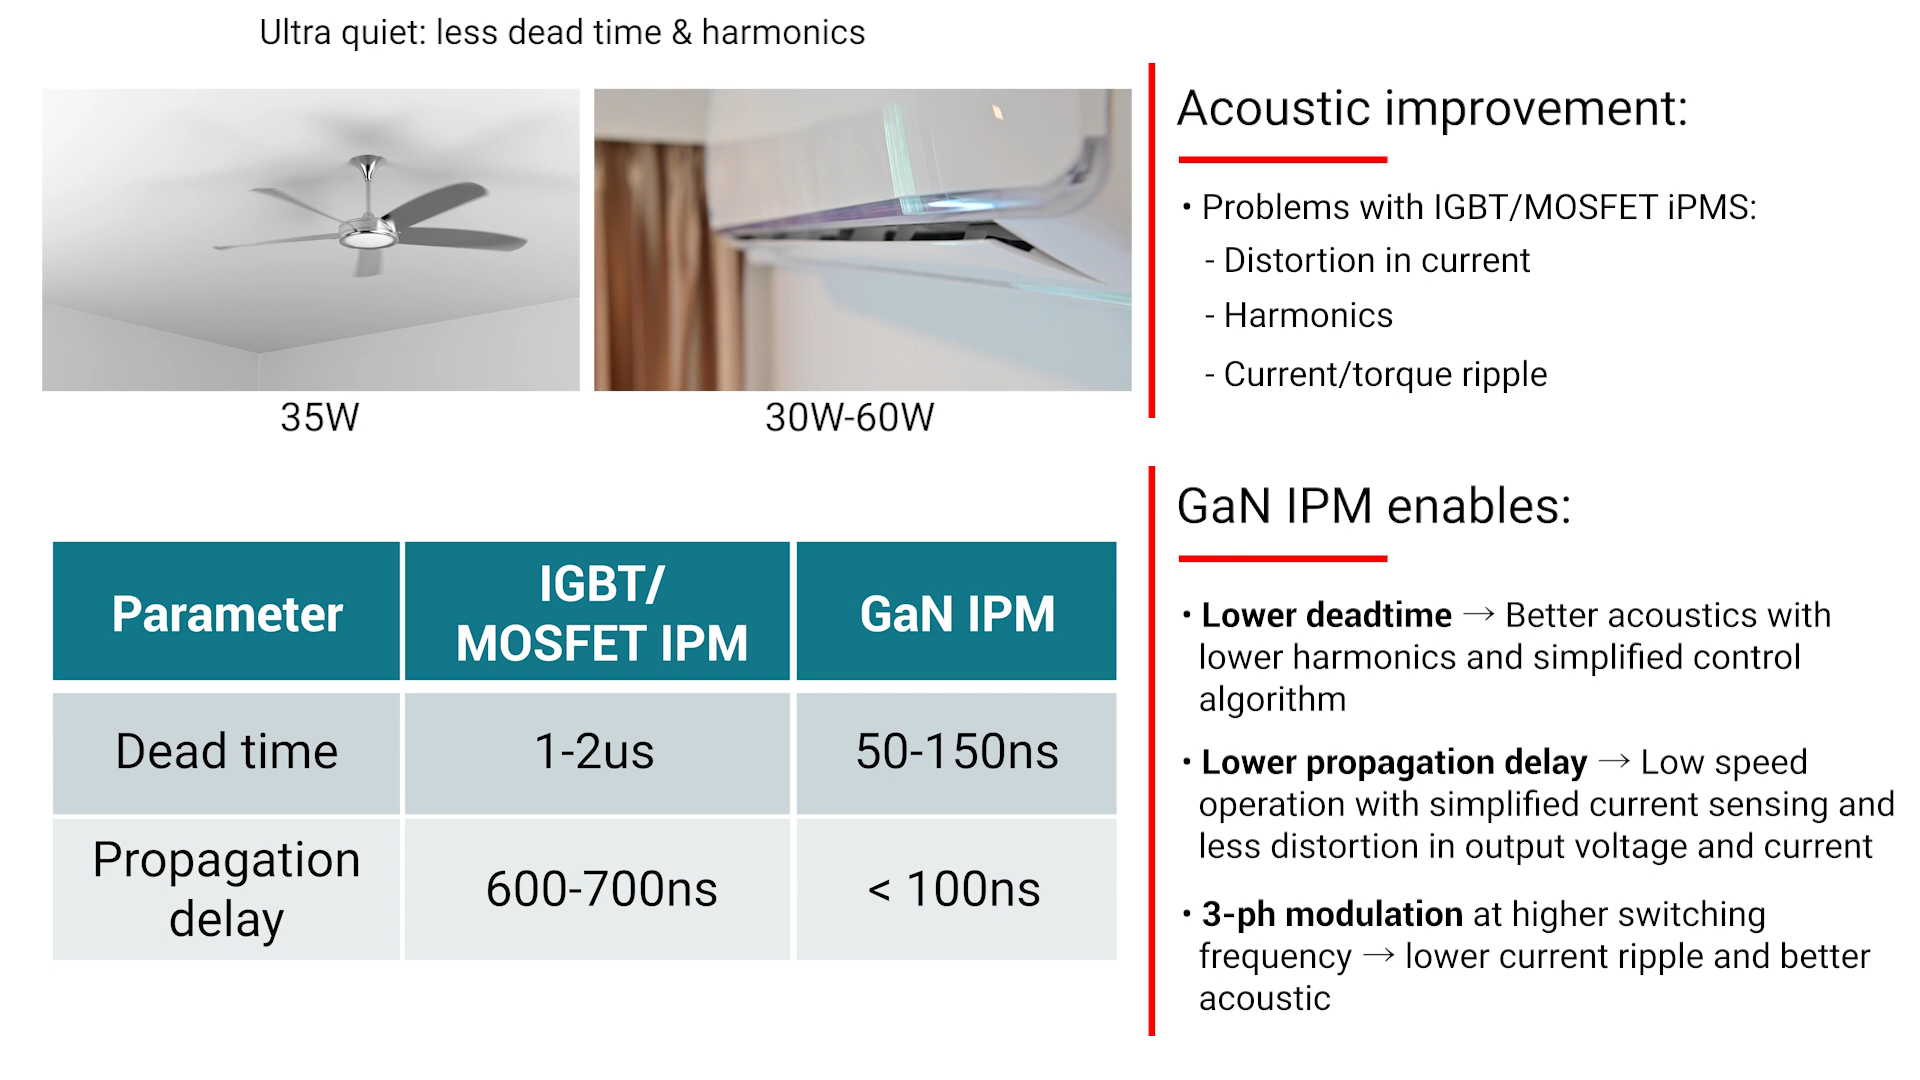 Ultra quiet: less dead time & harmonics
35W
30W-60W
Parameter
IGBT/
MOSFET IPM
GaN IPM
Dead time
1-2us
50-150ns
Propagation
delay
600-700ns
< 100ns
Acoustic improvement:
• Problems with IGBT/MOSFET iPMS:
- Distortion in current
- Harmonics
- Current/torque ripple
GaN IPM enables:
• Lower deadtime → Better acoustics with
lower harmonics and simplified control
algorithm
• Lower propagation delay → Low speed
operation with simplified current sensing and
less distortion in output voltage and current
• 3-ph modulation at higher switching
frequency → lower current ripple and better
acoustic